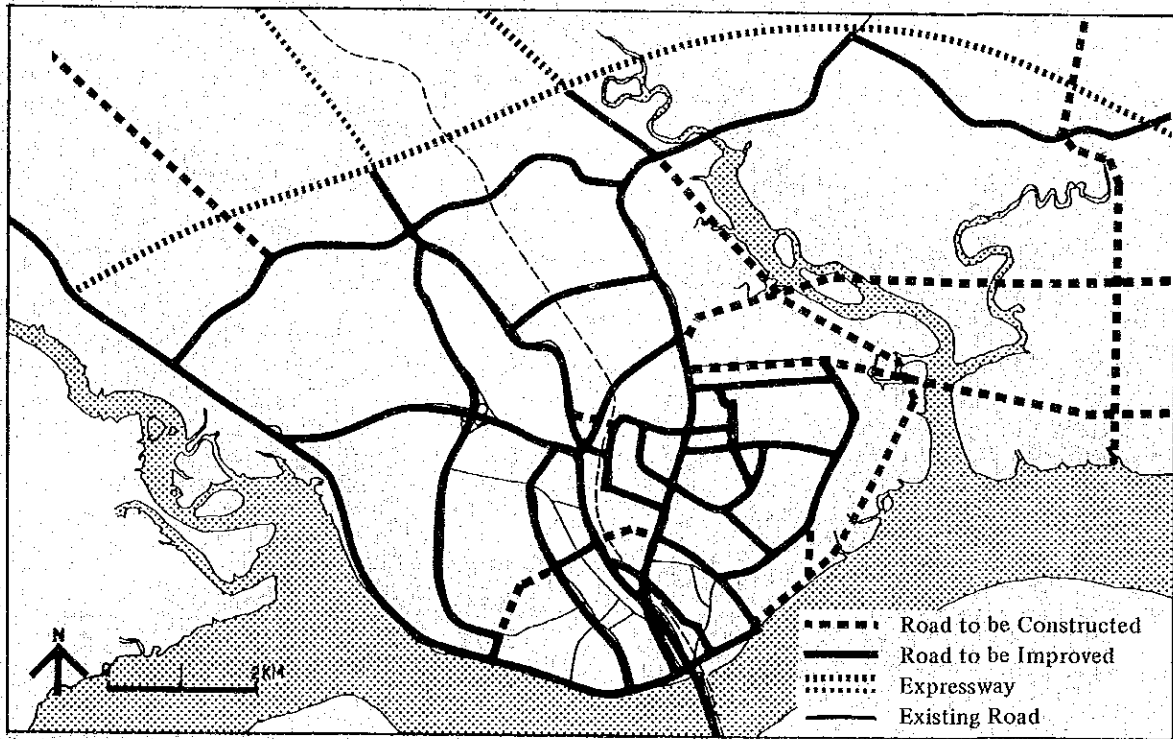 N
0
2KM
Road to be Constructed
Road to be Improved
Expressway
Existing Road